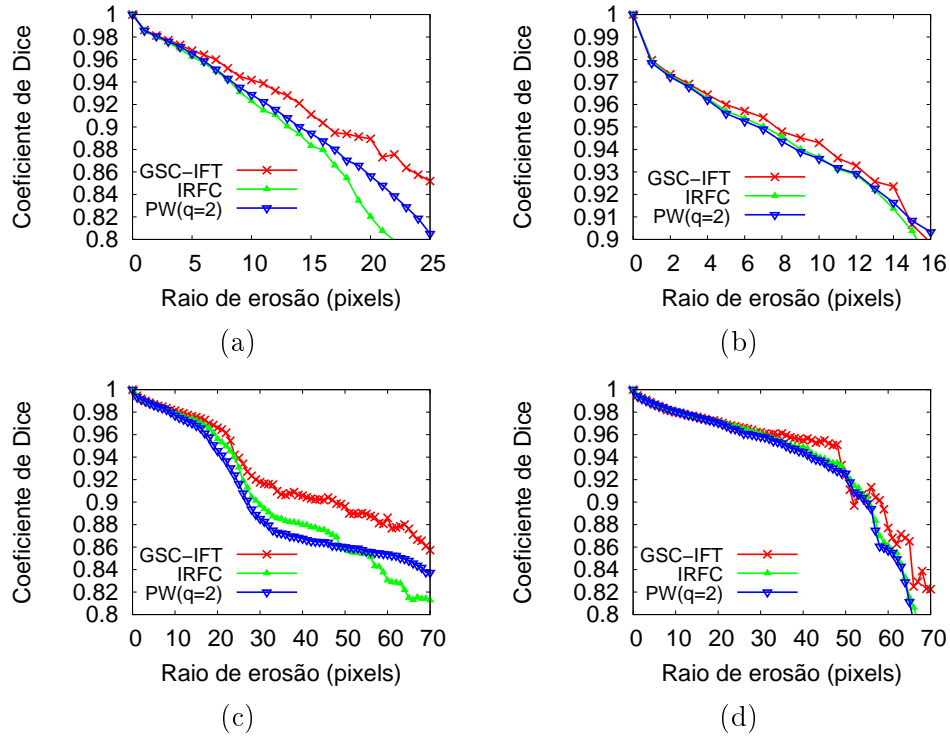 1
0.98
0.96
0.94
0.92
0.9
0.88
0.86
0.84
0.82
0.8
0 5 10 15 20 25
Coeficiente de Dice
Raio de erosão (pixels)
GSC-IFT
IRFC
PW(q=2)
(a)
1
0.99
0.98
0.97
0.96
0.95
0.94
0.93
0.92
0.91
0.9
0 2 4 6 8 10 12 14 16
Coeficiente de Dice
Raio de erosão (pixels)
GSC-IFT
IRFC
PW(q=2)
(b)
1
0.98
0.96
0.94
0.92
0.9
0.88
0.86
0.84
0.82
0.8
0 10 20 30 40 50 60 70
Coeficiente de Dice
Raio de erosão (pixels)
GSC-IFT
IRFC
PW(q=2)
(c)
1
0.98
0.96
0.94
0.92
0.9
0.88
0.86
0.84
0.82
0.8
0 10 20 30 40 50 60 70
Coeficiente de Dice
Raio de erosão (pixels)
GSC-IFT
IRFC
PW(q=2)
(d)